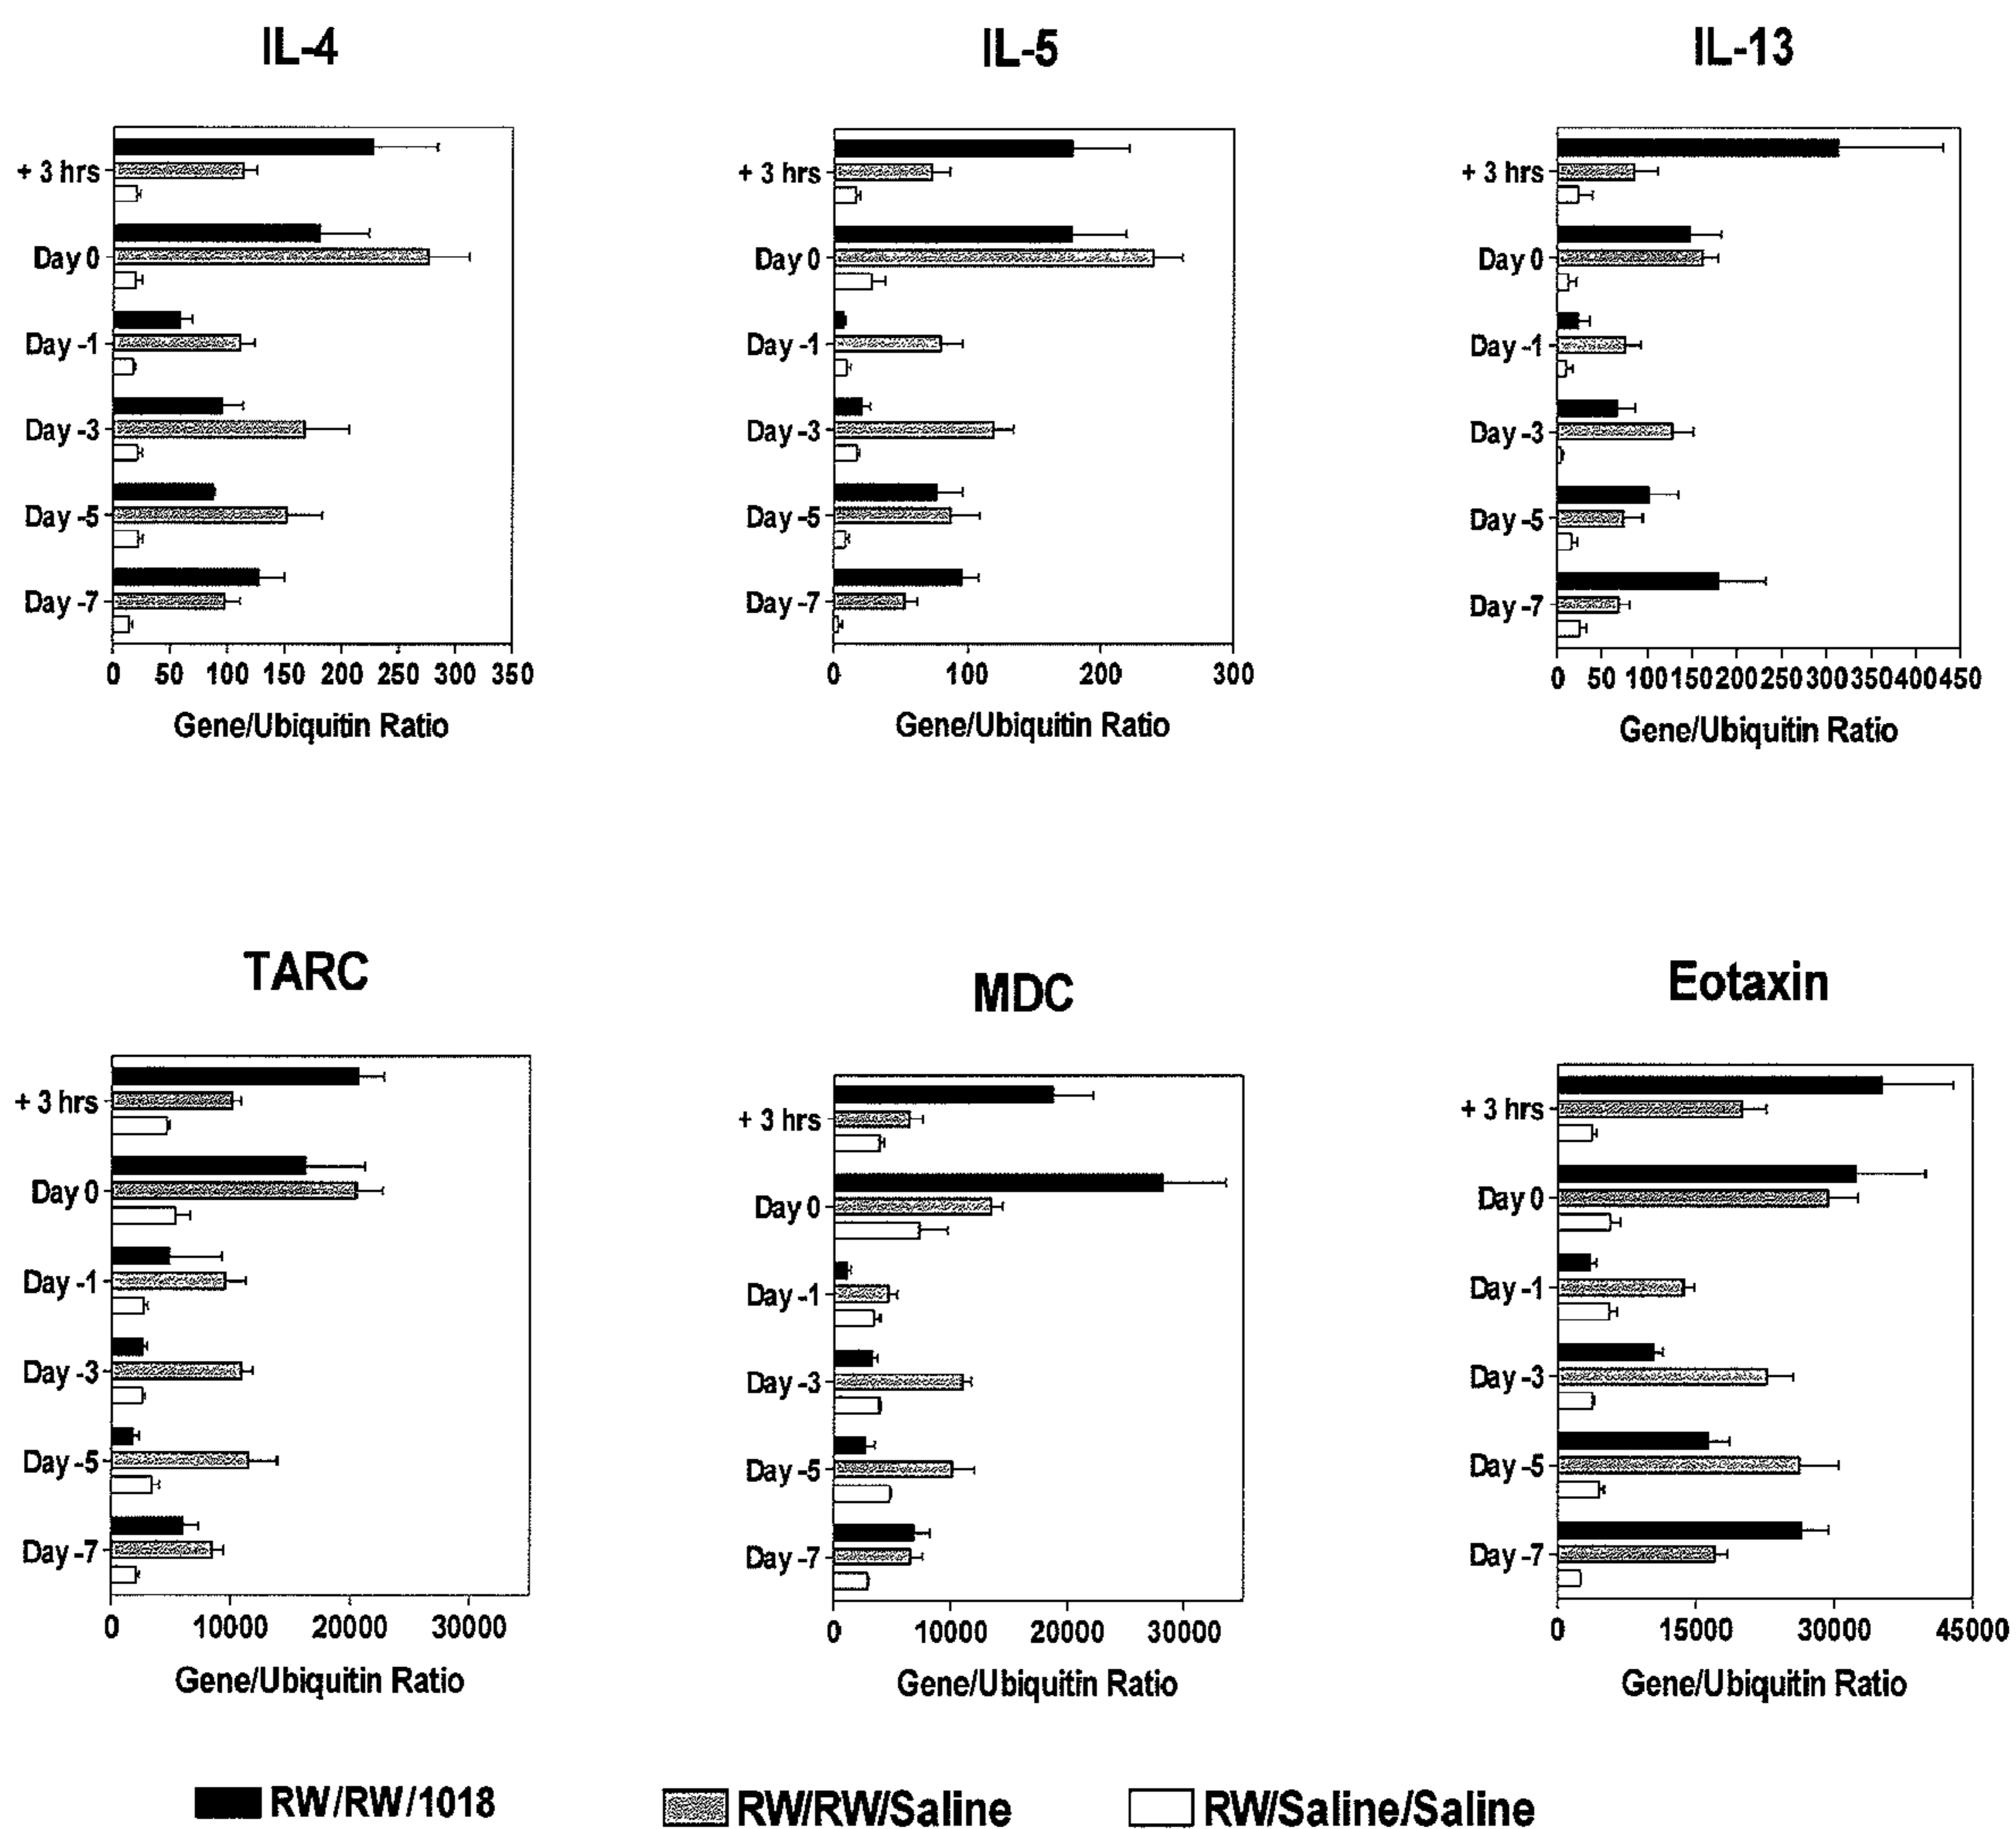 IL-4
IL-5
IL-13
+ 3 hrs
Day 0
Day -1
Day -3
Day -5
Day -7
0 50 100 150 200 250 300 350
Gene/Ubiquitin Ratio
+ 3 hrs
Day 0
Day -1
Day -3
Day -5
Day -7
0 100 200 300
Gene/Ubiquitin Ratio
+ 3 hrs
Day 0
Day -1
Day -3
Day -5
Day -7
0 50 100 150 200 250 300 350 400 450
Gene/Ubiquitin Ratio
TARC
MDC
Eotaxin
+ 3 hrs
Day 0
Day -1
Day -3
Day -5
Day -7
0 10000 20000 30000
Gene/Ubiquitin Ratio
+ 3 hrs
Day 0
Day -1
Day -3
Day -5
Day -7
0 10000 20000 30000
Gene/Ubiquitin Ratio
+ 3 hrs
Day 0
Day -1
Day -3
Day -5
Day -7
0 15000 30000 45000
Gene/Ubiquitin Ratio
RW/RW/1018 RW/RW/Saline RW/Saline/Saline